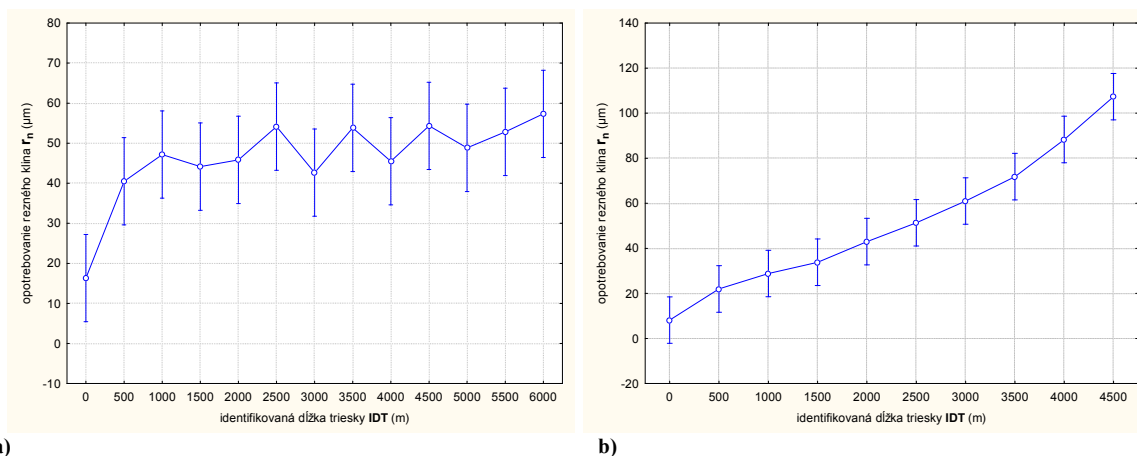 80
70
60
50
40
30
20
10
0
-10
opotrebovanie rezného klina rn (µm)
0 500 1000 1500 2000 2500 3000 3500 4000 4500 5000 5500 6000
identifikovaná dĺžka triesky IDT (m)
a)
140
120
100
80
60
40
20
0
-20
opotrebovanie rezného klina rn (µm)
0 500 1000 1500 2000 2500 3000 3500 4000 4500
identifikovaná dĺžka triesky IDT (m)
b)